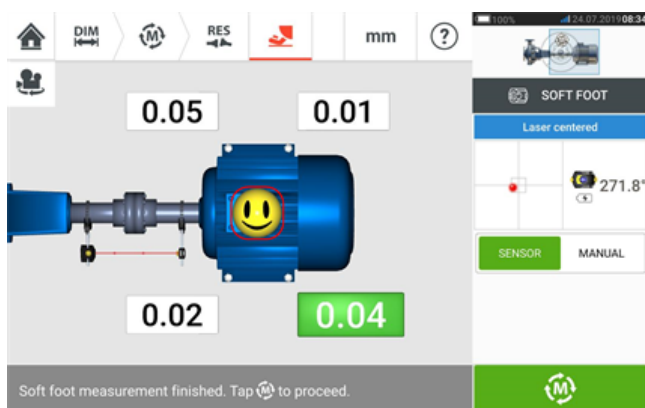 DIM
M
RES
mm
?
100%
24.07.2019 08:34
0.05
0.01
SOFT FOOT
Laser centered
271.8°
SENSOR
MANUAL
0.02
0.04
Soft foot measurement finished. Tap M to proceed.
M